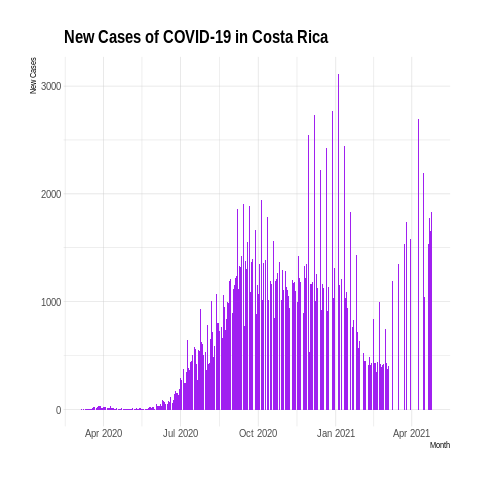 New Cases of COVID-19 in Costa Rica
New Cases
3000
2000
1000
0
Apr 2020
Jul 2020
Oct 2020
Jan 2021
Apr 2021
Month